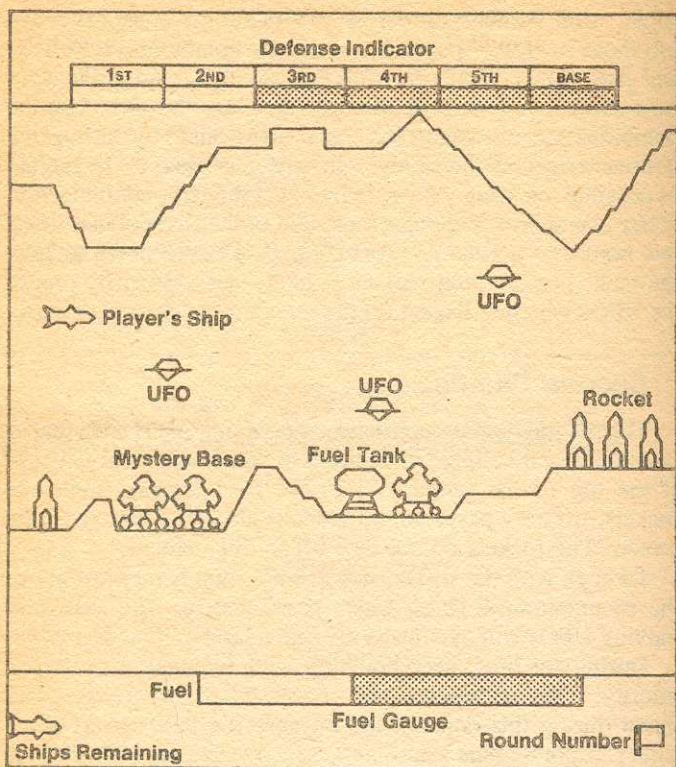 Defense Indicator
1ST 2ND 3RD 4TH 5TH BASE
UFO
Player's Ship
UFO
UFO
Rocket
Mystery Base
Fuel Tank
Fuel
Fuel Gauge
Ships Remaining
Round Number